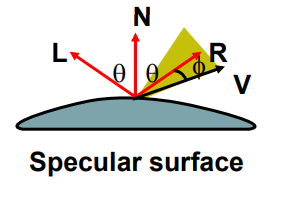 N
L θ θ ϕ R
V
Specular surface